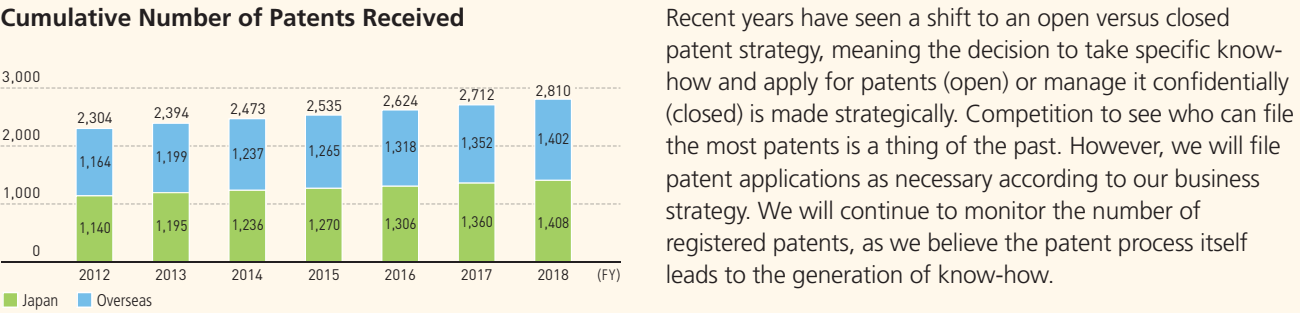 Cumulative Number of Patents Received
3,000
2,000
1,000
0
2,304
2,394
2,473
2,535
2,624
2,712
2,810
1,164
1,199
1,237
1,265
1,318
1,352
1,402
1,140
1,195
1,236
1,270
1,306
1,360
1,408
2012 2013 2014 2015 2016 2017 2018 (FY)
Japan Overseas
Recent years have seen a shift to an open versus closed
patent strategy, meaning the decision to take specific know-
how and apply for patents (open) or manage it confidentially
(closed) is made strategically. Competition to see who can file
the most patents is a thing of the past. However, we will file
patent applications as necessary according to our business
strategy. We will continue to monitor the number of
registered patents, as we believe the patent process itself
leads to the generation of know-how.